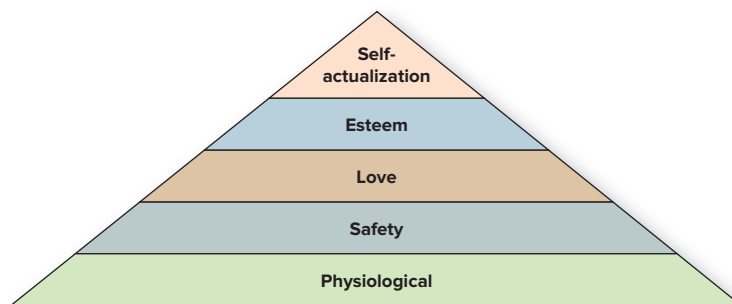 Self-
actualization
Esteem
Love
Safety
Physiological